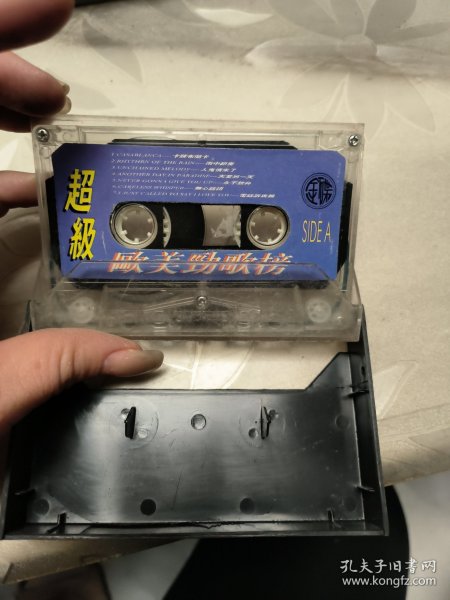 1.CASABLANCA——卡薩布蘭卡
2.RHYTHM OF THE RAIN——雨中節奏
3.UNCHAINED MELODY——人鬼情未了
4.ANOTHER DAY IN PARADISE——天堂的一天
5.NEVER GONNA GIVE YOU UP——永不放棄
6.CARELESS WHISPER——無心細語
7.I JUST CALLED TO SAY I LOVE YOU——電話訴衷情
超級
SIDE A
歐美勁歌榜
孔夫子旧书网
www.kongfz.com